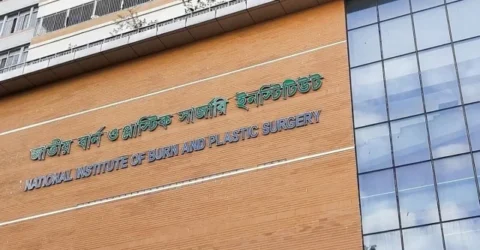 জাতীয় বার্ন ও প্লাস্টিক সার্জারি ইনস্টিটিউট
NATIONAL INSTITUTE OF BURN AND PLASTIC SURGERY